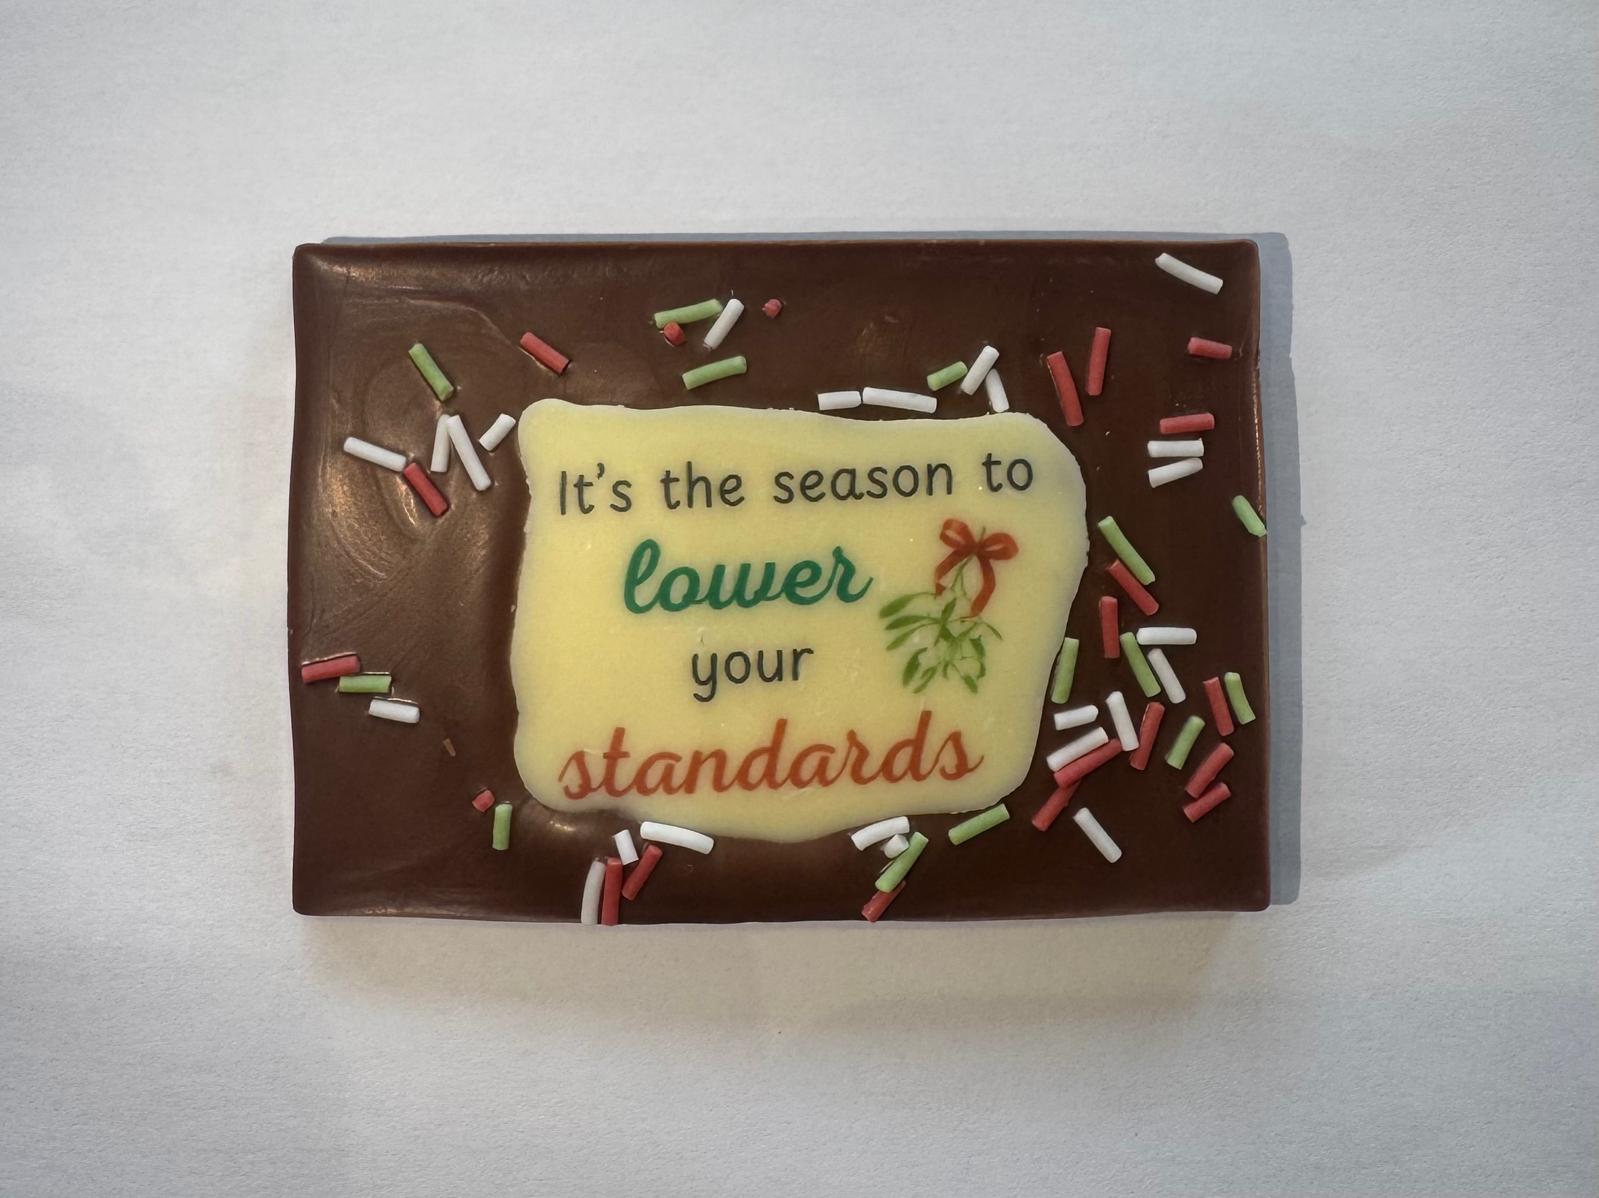 It's the season to
lower
your
standards